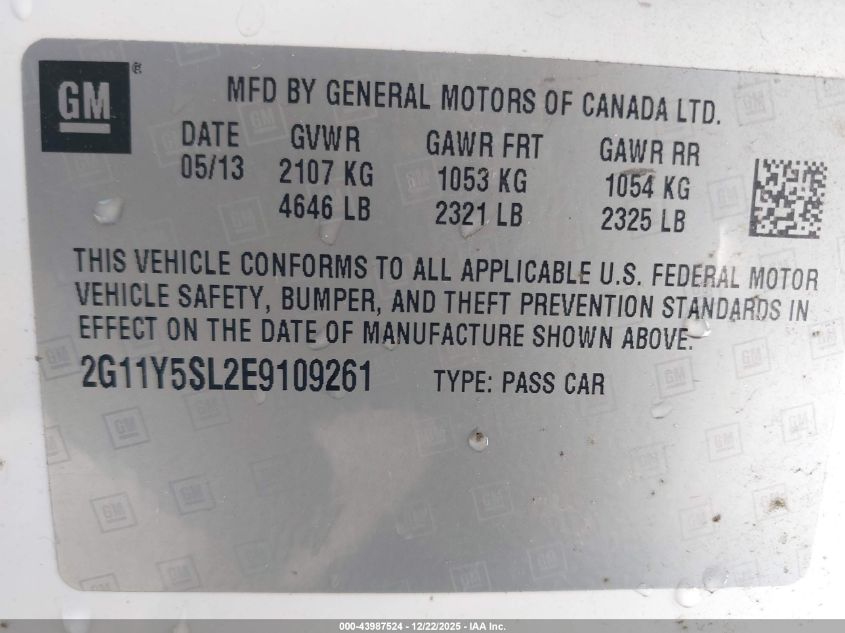 GM®
MFD BY GENERAL MOTORS OF CANADA LTD.
DATE GVWR GAWR FRT GAWR RR
05/13 2107 KG 1053 KG 1054 KG
4646 LB 2321 LB 2325 LB
THIS VEHICLE CONFORMS TO ALL APPLICABLE U.S. FEDERAL MOTOR
VEHICLE SAFETY, BUMPER, AND THEFT PREVENTION STANDARDS IN
EFFECT ON THE DATE OF MANUFACTURE SHOWN ABOVE.
2G11Y5SL2E9109261 TYPE: PASS CAR
000-43987524 - 12/22/2025 - IAA Inc.